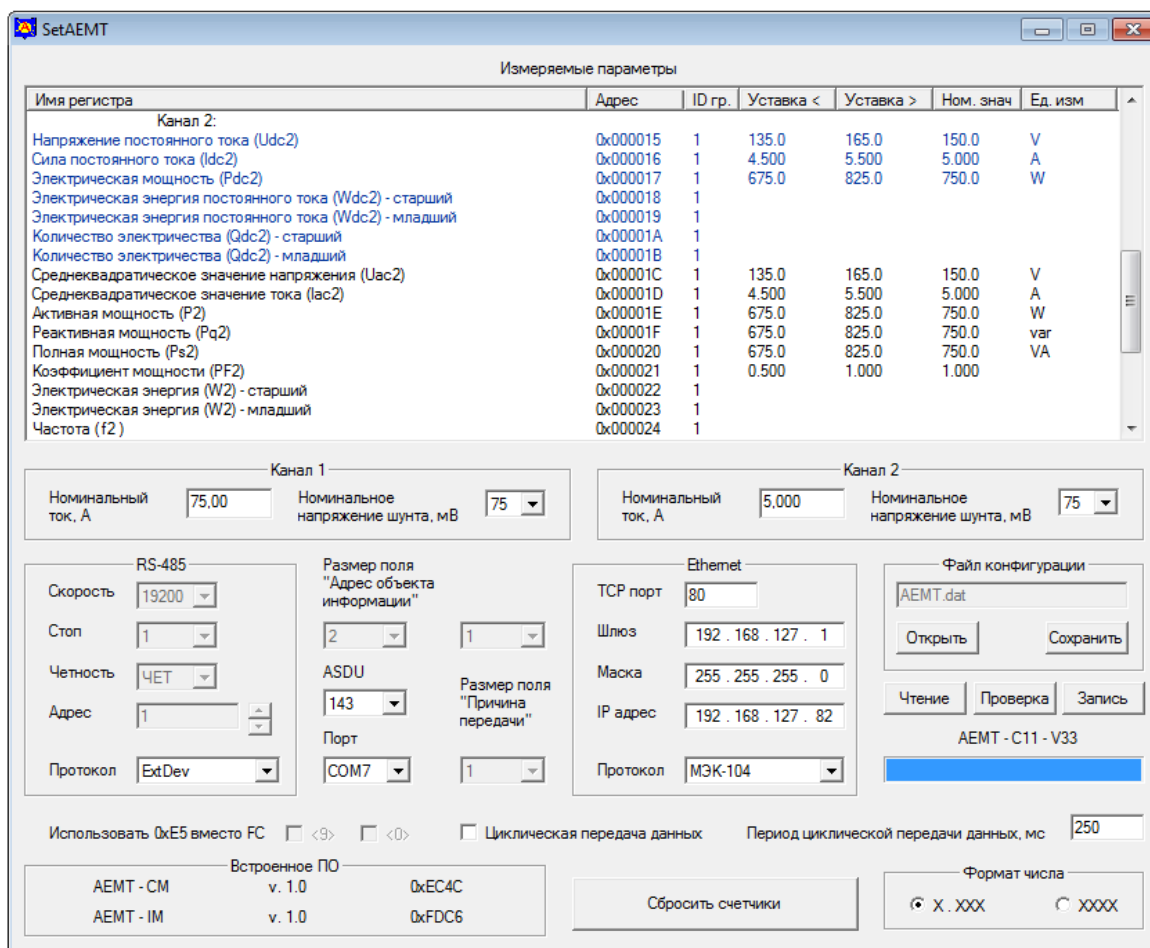 SetAEMT
Измеряемые параметры
Имя регистра Адрес ID гр. Уставка < Уставка > Ном. знач Ед. изм
Канал 2:
Напряжение постоянного тока (Udc2) 0x000015 1 135.0 165.0 150.0 V
Сила постоянного тока (Idc2) 0x000016 1 4.500 5.500 5.000 A
Электрическая мощность (Pdc2) 0x000017 1 675.0 825.0 750.0 W
Электрическая энергия постоянного тока (Wdc2) - старший 0x000018 1
Электрическая энергия постоянного тока (Wdc2) - младший 0x000019 1
Количество электричества (Qdc2) - старший 0x00001A 1
Количество электричества (Qdc2) - младший 0x00001B 1
Среднеквадратическое значение напряжения (Uac2) 0x00001C 1 135.0 165.0 150.0 V
Среднеквадратическое значение тока (Iac2) 0x00001D 1 4.500 5.500 5.000 A
Активная мощность (P2) 0x00001E 1 675.0 825.0 750.0 W
Реактивная мощность (Pq2) 0x00001F 1 675.0 825.0 750.0 var
Полная мощность (Ps2) 0x000020 1 675.0 825.0 750.0 VA
Коэффициент мощности (PF2) 0x000021 1 0.500 1.000 1.000
Электрическая энергия (W2) - старший 0x000022 1
Электрическая энергия (W2) - младший 0x000023 1
Частота (f2 ) 0x000024 1
Канал 1
Номинальный
ток, А
75,00
Номинальное
напряжение шунта, мВ
75
Канал 2
Номинальный
ток, А
5,000
Номинальное
напряжение шунта, мВ
75
RS-485
Скорость 19200
Стоп 1
Четность ЧЕТ
Адрес 1
Протокол ExtDev
Размер поля
"Адрес объекта
информации"
2 1
ASDU
143
Порт
COM7
Размер поля
"Причина
передачи"
1
Ethernet
TCP порт 80
Шлюз 192 . 168 . 127 . 1
Маска 255 . 255 . 255 . 0
IP адрес 192 . 168 . 127 . 82
Протокол МЭК-104
Файл конфигурации
AEMT.dat
Открыть Сохранить
Чтение Проверка Запись
AEMT - C11 - V33
Использовать 0xE5 вместо FC <9> <0> Циклическая передача данных Период циклической передачи данных, мс 250
Встроенное ПО
AEMT - CM v. 1.0 0xEC4C
AEMT - IM v. 1.0 0xFDC6
Сбросить счетчики
Формат числа
X . XXX XXXX